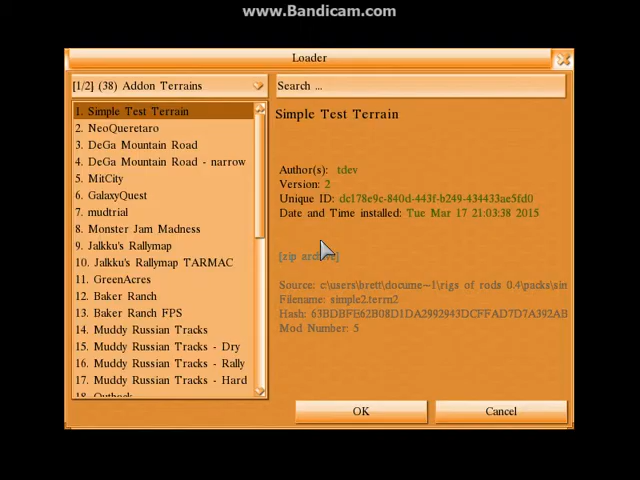 www.Bandicam.com
Loader
[1/2] (38) Addon Terrains
Search ...
1. Simple Test Terrain
2. NeoQueretaro
3. DeGa Mountain Road
4. DeGa Mountain Road - narrow
5. MitCity
6. GalaxyQuest
7. mudtrial
8. Monster Jam Madness
9. Jalkku's Rallymap
10. Jalkku's Rallymap TARMAC
11. GreenAcres
12. Baker Ranch
13. Baker Ranch FPS
14. Muddy Russian Tracks
15. Muddy Russian Tracks - Dry
16. Muddy Russian Tracks - Rally
17. Muddy Russian Tracks - Hard
18.
Simple Test Terrain
Author(s): tdev
Version: 2
Unique ID: dc178e9c-840d-443f-b249-434433ae5fd0
Date and Time installed: Tue Mar 17 21:03:38 2015
[zip archive]
Source: c:\users\brett\docume~1\rigs of rods 0.4\packs\sim
Filename: simple2.terrn2
Hash: 63BDBFE62B08D1DA2992943DCFFAD7D7A392AB
Mod Number: 5
OK
Cancel